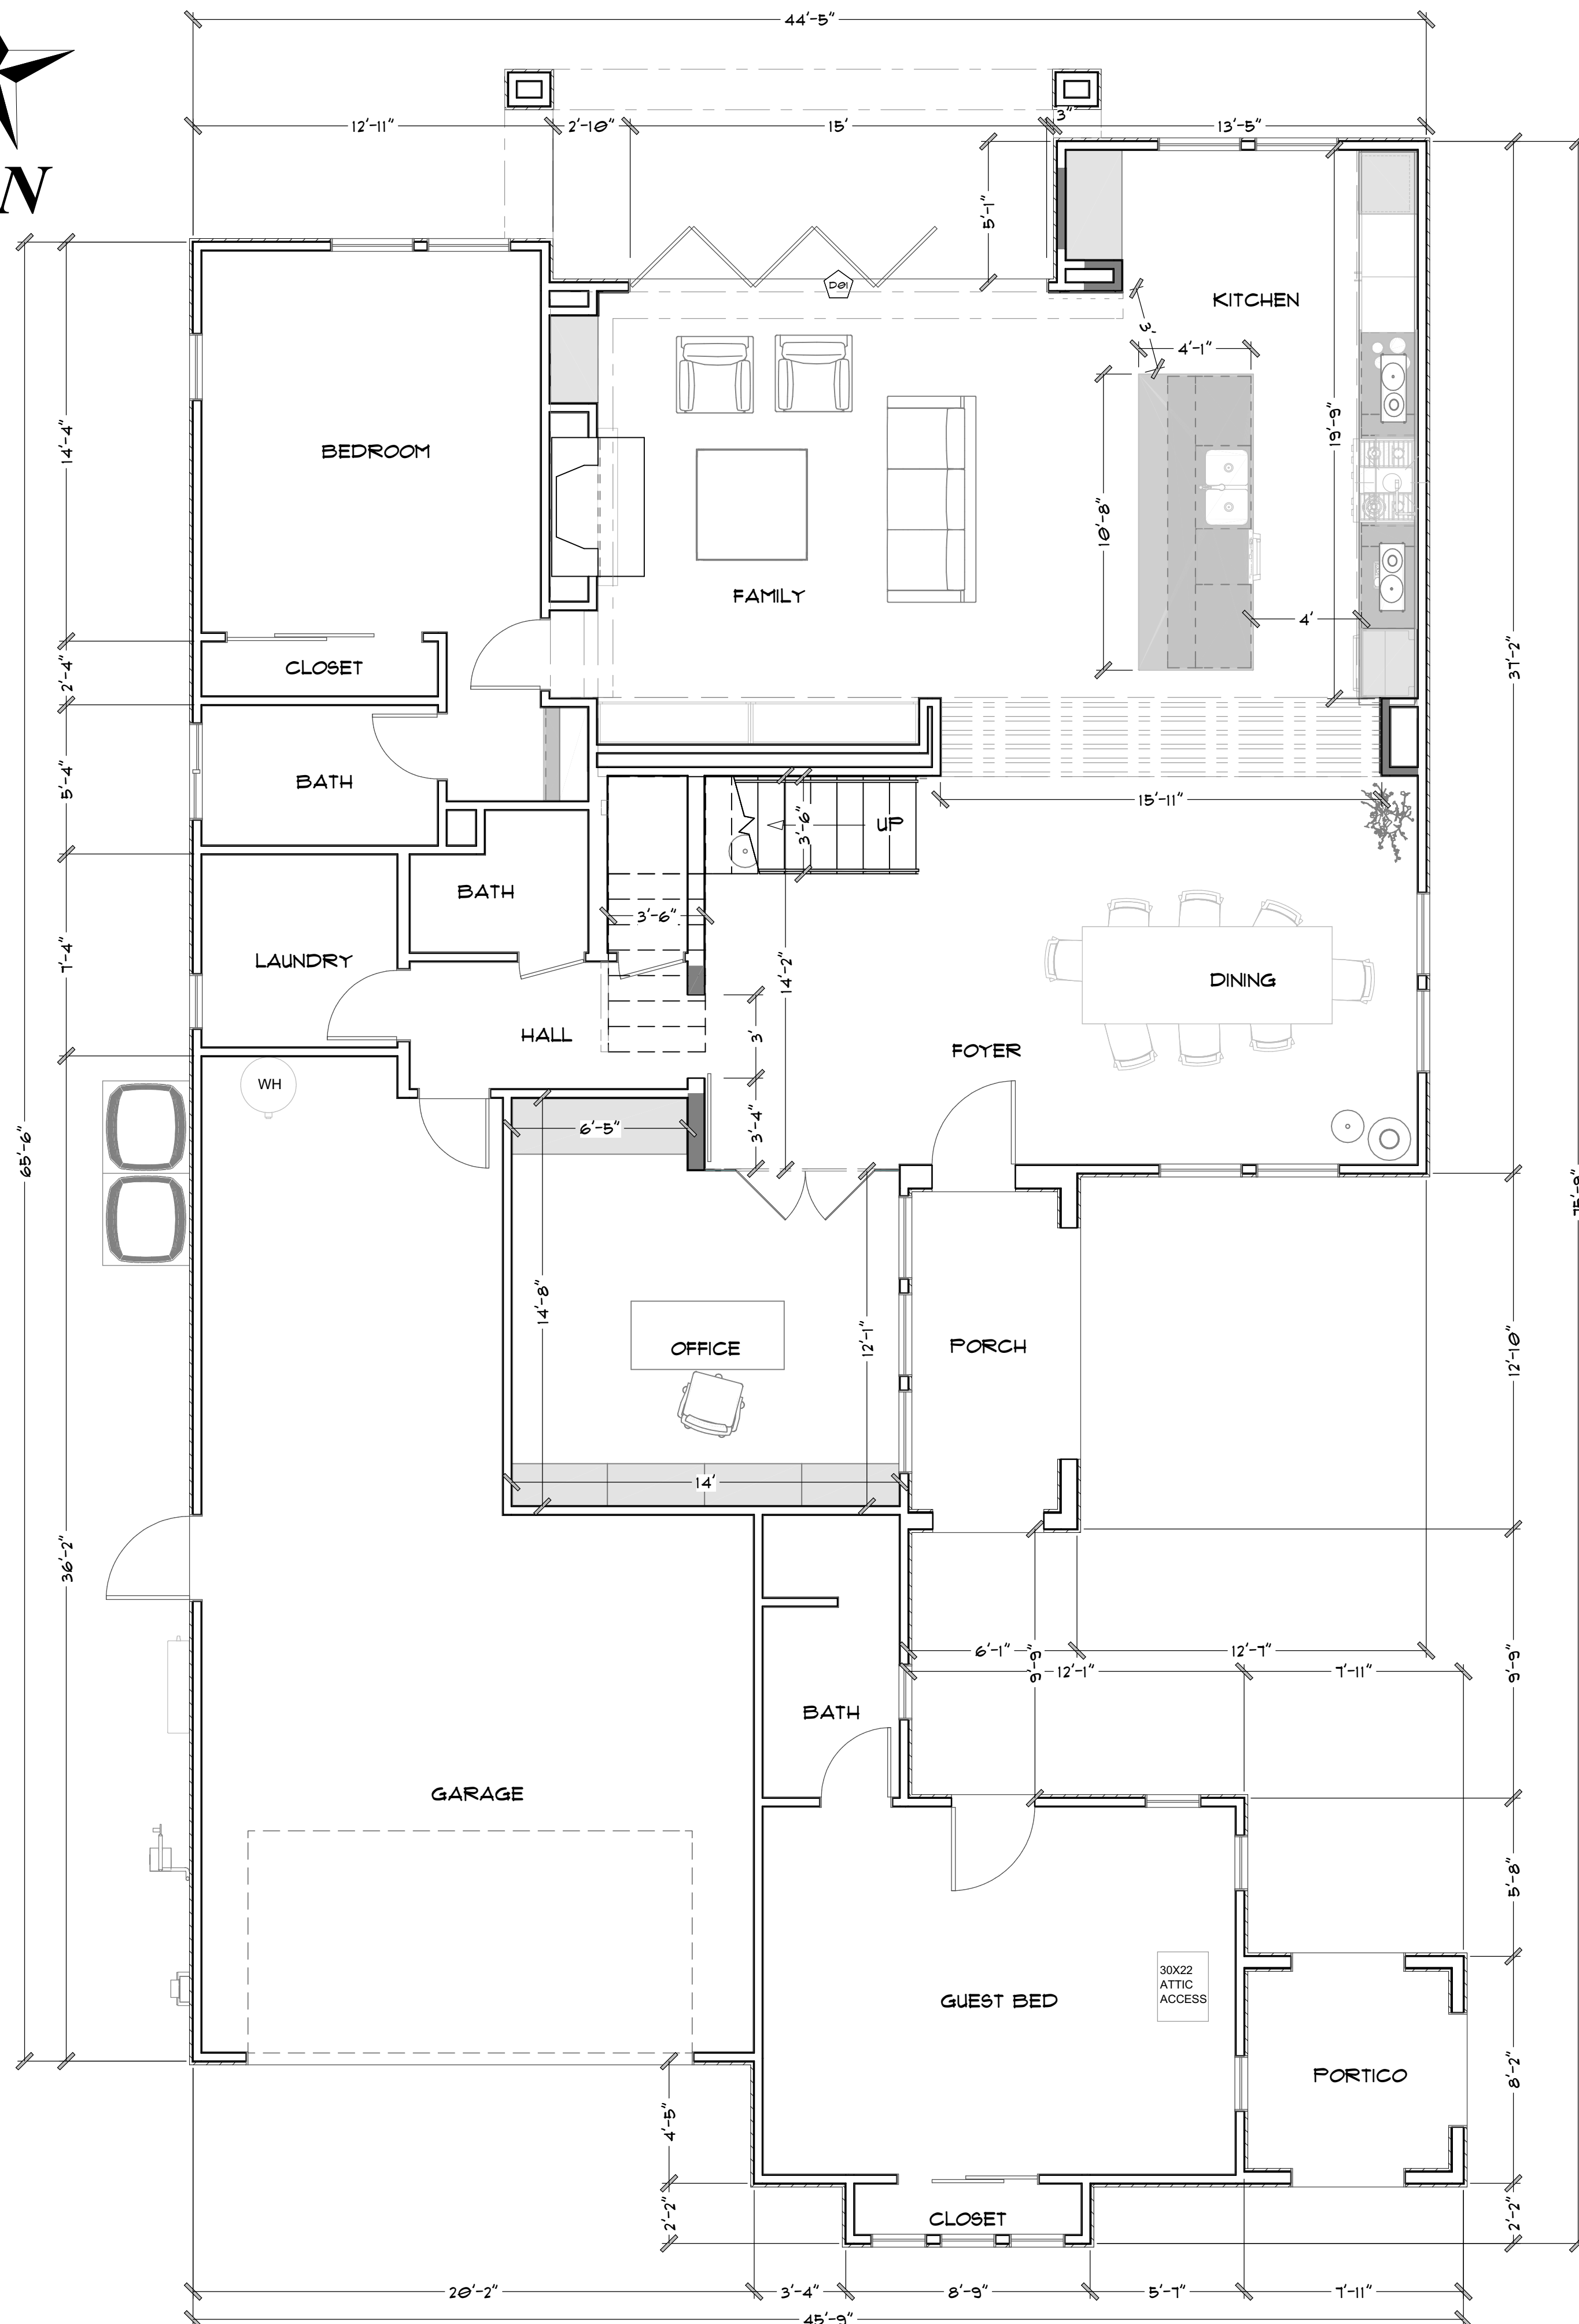 44'-5"
12'-11"
2'-10"
15'
3"
13'-5"
N
5'-1"
D01
KITCHEN
3'
4'-1"
14'-4"
BEDROOM
19'-9"
10'-8"
FAMILY
4'
37'-2"
CLOSET
2'-4"
5'-4"
BATH
15'-11"
3'-6"
UP
BATH
3'-6"
7'-4"
LAUNDRY
14'-2"
DINING
HALL
3'
FOYER
WH
65'-6"
6'-5"
3'-4"
75'-9"
14'-8"
OFFICE
12'-1"
PORCH
12'-10"
14'
36'-2"
6'-1"
9'-9"
12'-7"
12'-1"
7'-11"
9'-9"
BATH
GARAGE
5'-8"
30X22
ATTIC
ACCESS
GUEST BED
PORTICO
8'-2"
4'-5"
2'-2"
CLOSET
2'-2"
20'-2"
3'-4"
8'-9"
5'-7"
7'-11"
45'-9"